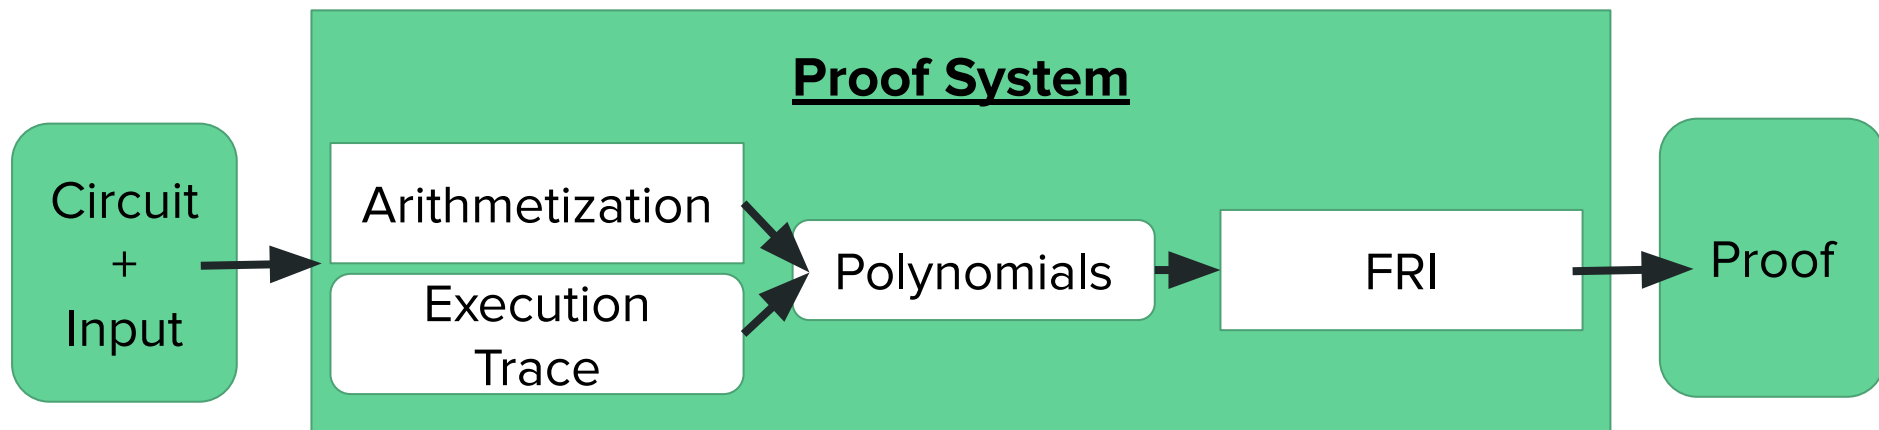 Proof System
Circuit
+
Input
Arithmetization
Execution
Trace
Polynomials
FRI
Proof